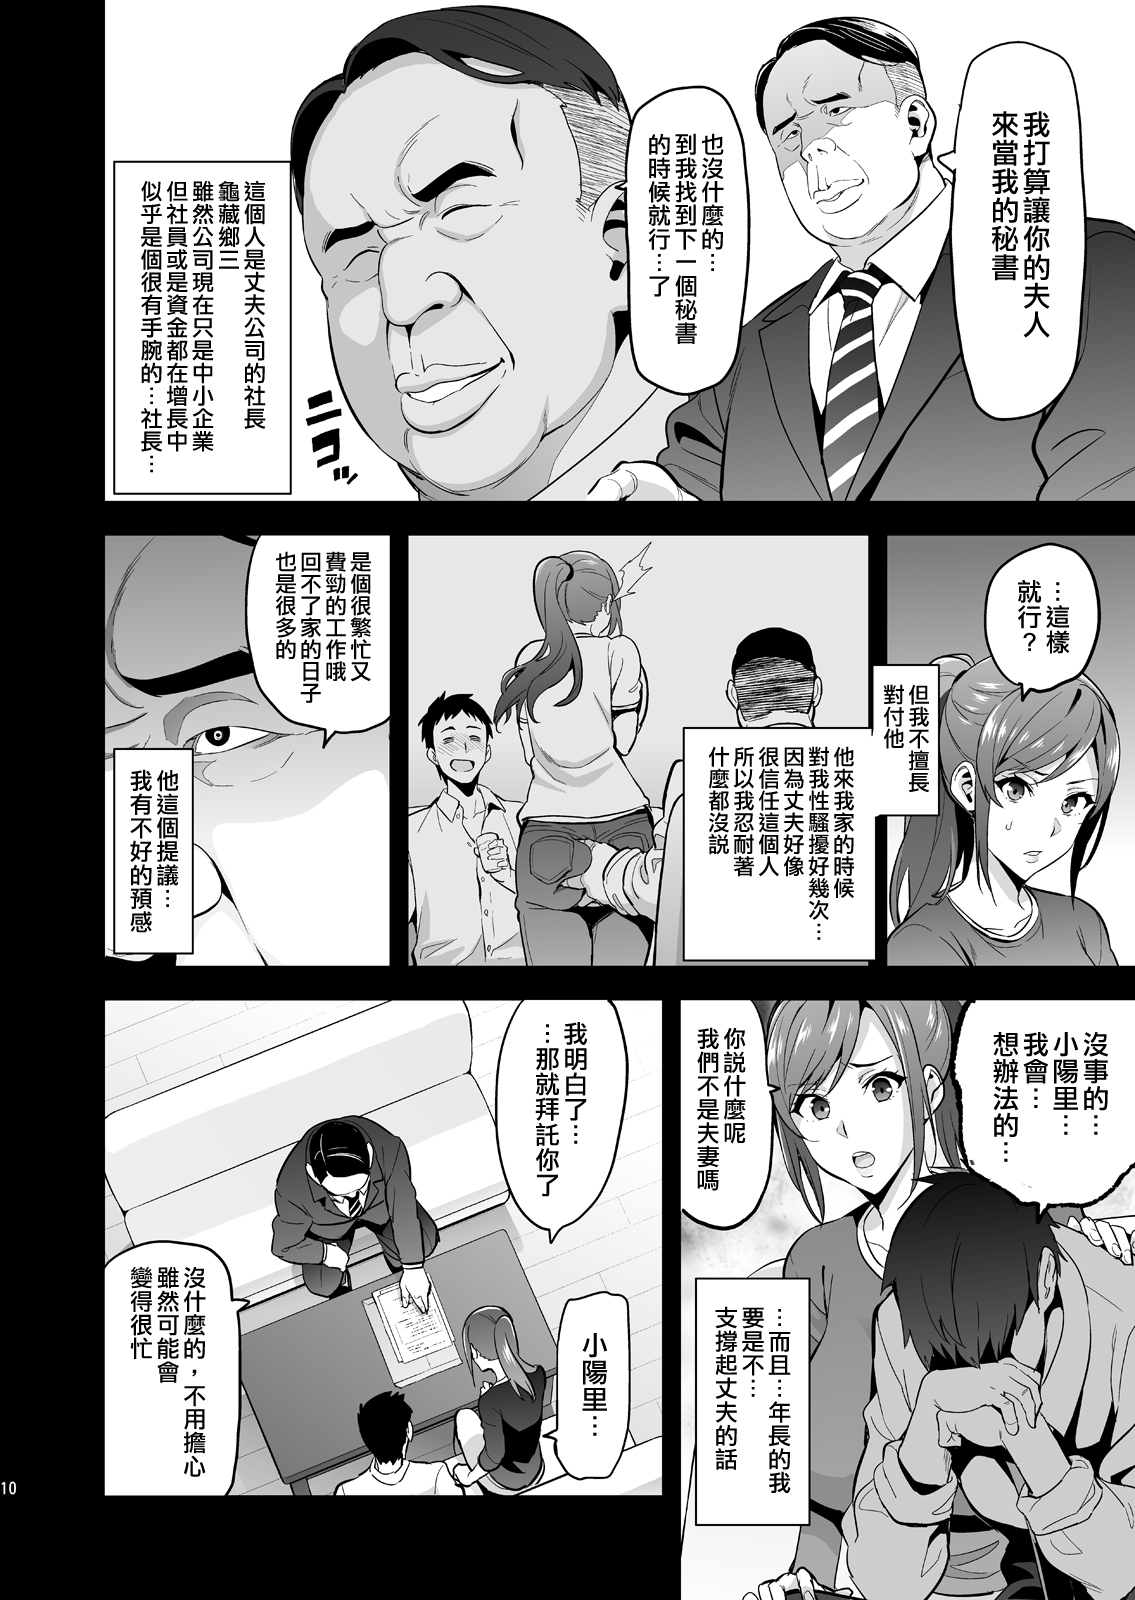 我打算讓你的夫人
來當我的秘書
也沒什麼的…
到我找到下一個秘書
的時候就行…了
這個人是丈夫公司的社長
龜藏鄉三
雖然公司現在只是中小企業
但社員或是資金都在增長中
似乎是個很有手腕的…社長…
ニコッ
…這樣
就行?
但我不擅長
對付他
他來我家的時候
對我性騷擾好幾次…
因為丈夫好像
很信任這個人
所以我忍耐著
什麼都沒說
是個很繁忙又
費勁的工作哦
回不了家的日子
也是很多的
他這個提議…
我有不好的預感
沒事的…
小陽里…
我會…
想辦法的…
你說什麼呢
我們不是夫妻嗎
…而且…年長的我
要是不…
支撐起丈夫的話
我明白了…
…那就拜託你了
小陽里…
沒什麼的，不用擔心
雖然可能會
變得很忙
10